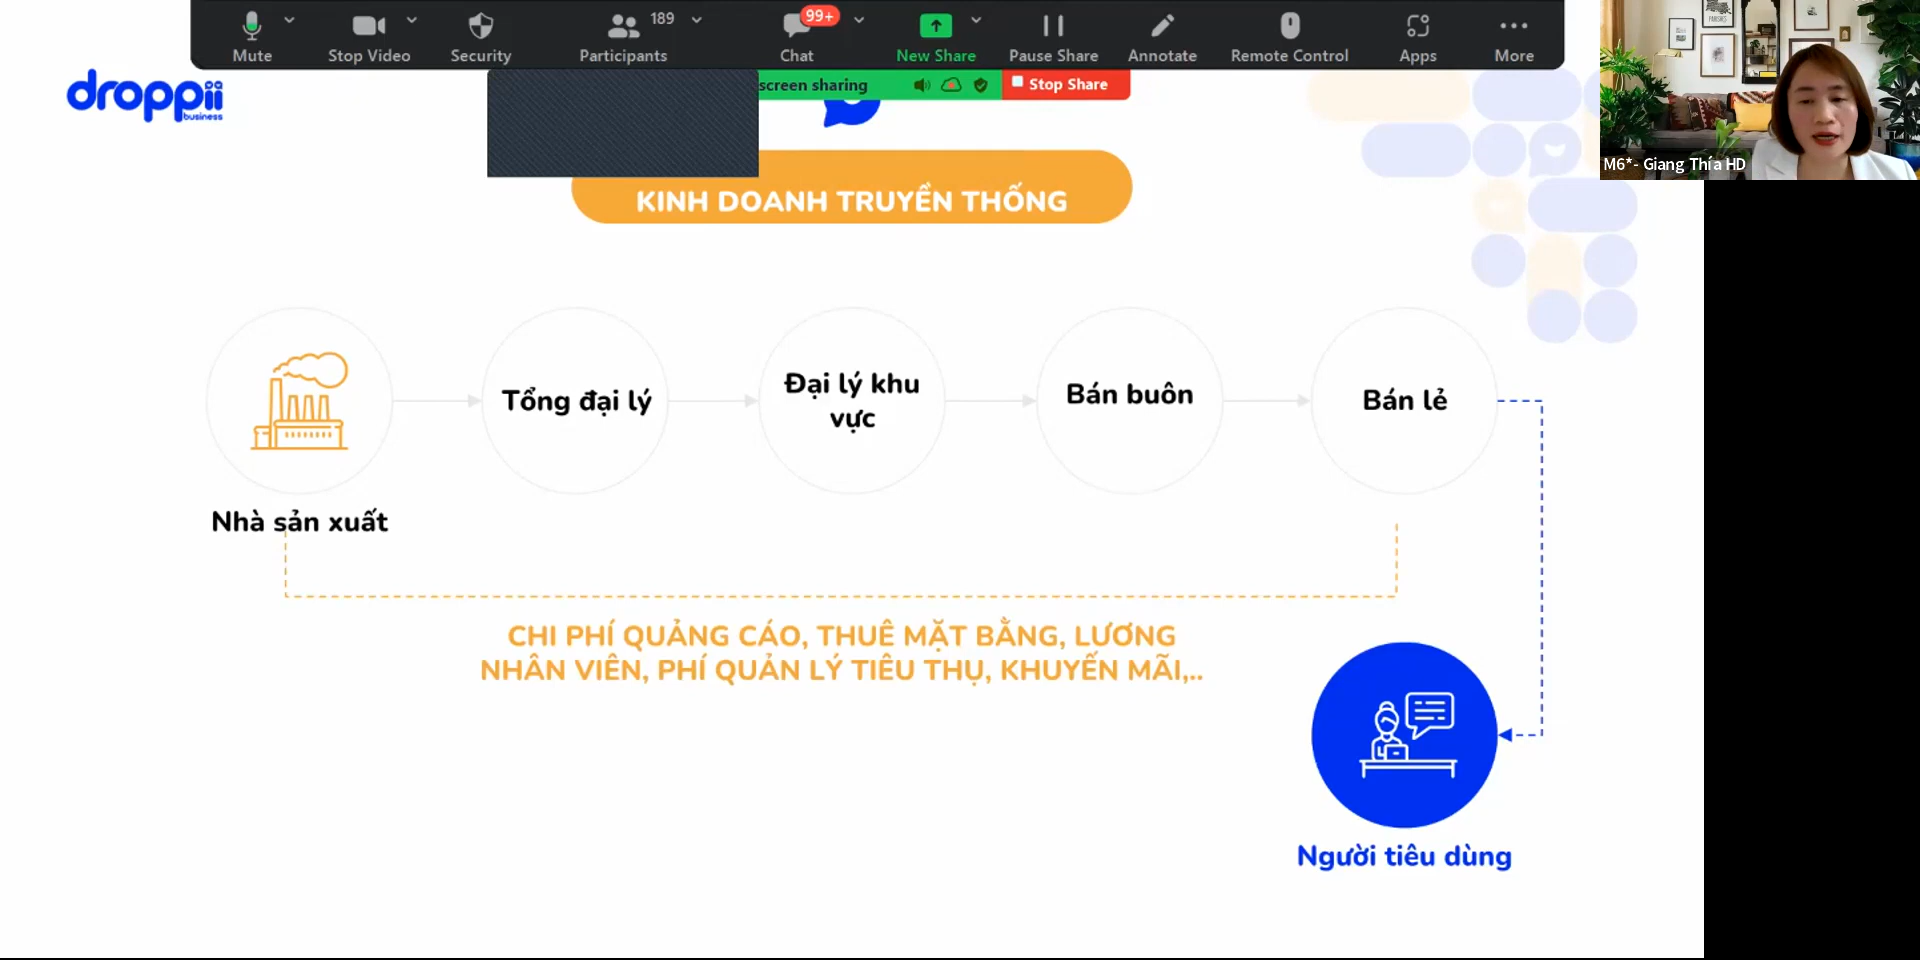 Mute
Stop Video
Security
Participants
189
Chat
99+
New Share
Pause Share
Annotate
Remote Control
Apps
More
screen sharing
Stop Share
droppii
business
M6*- Giang Thía HD
KINH DOANH TRUYỀN THỐNG
Tổng đại lý
Đại lý khu
vực
Bán buôn
Bán lẻ
Nhà sản xuất
CHI PHÍ QUẢNG CÁO, THUÊ MẶT BẰNG, LƯƠNG
NHÂN VIÊN, PHÍ QUẢN LÝ TIÊU THỤ, KHUYẾN MÃI,..
Người tiêu dùng